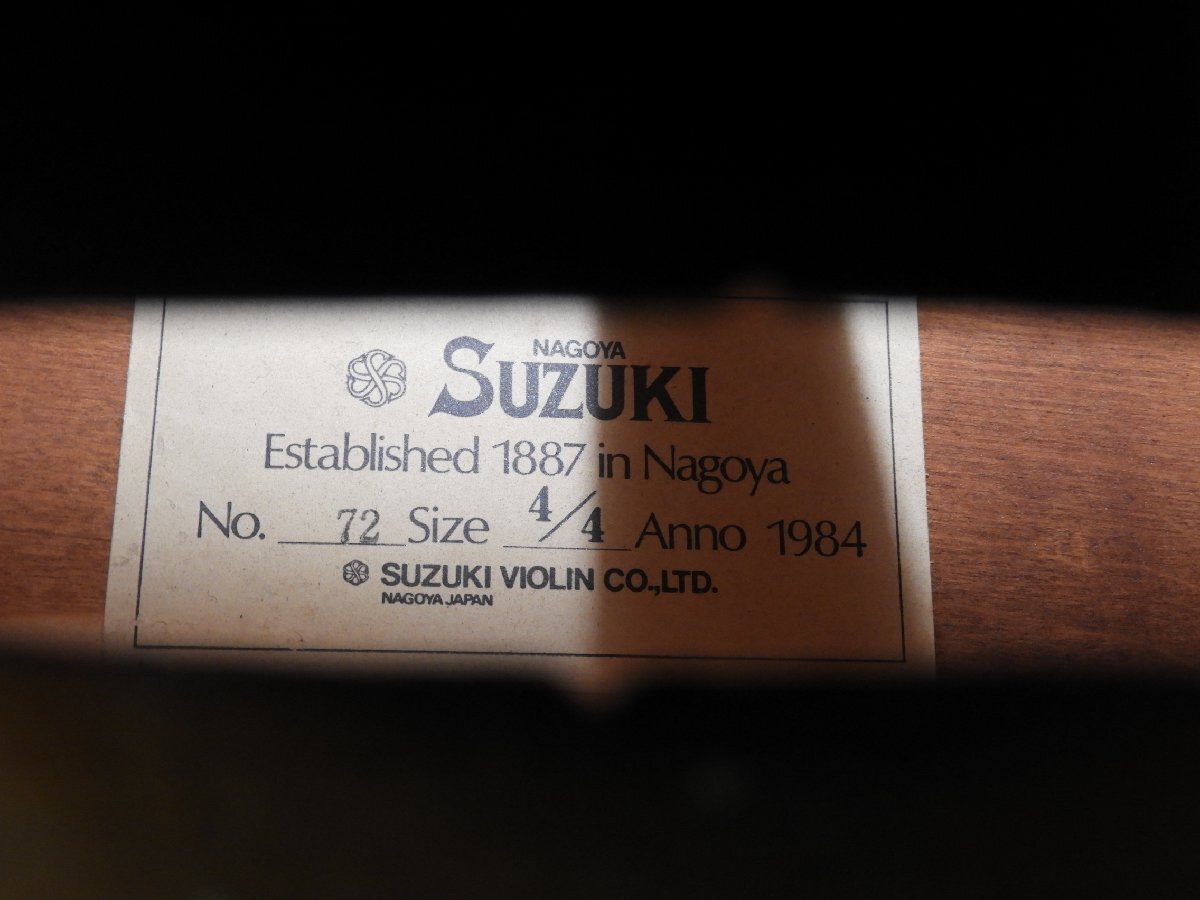 NAGOYA
SUZUKI
Established 1887 in Nagoya
No. 72 Size 4/4 Anno 1984
SUZUKI VIOLIN CO.,LTD.
NAGOYA JAPAN